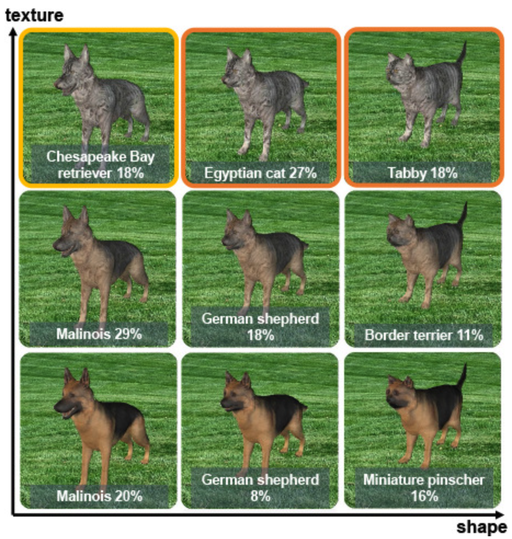 texture
Chesapeake Bay
retriever 18%
Egyptian cat 27%
Tabby 18%
Malinois 29%
German shepherd
18%
Border terrier 11%
Malinois 20%
German shepherd
8%
Miniature pinscher
16%
shape